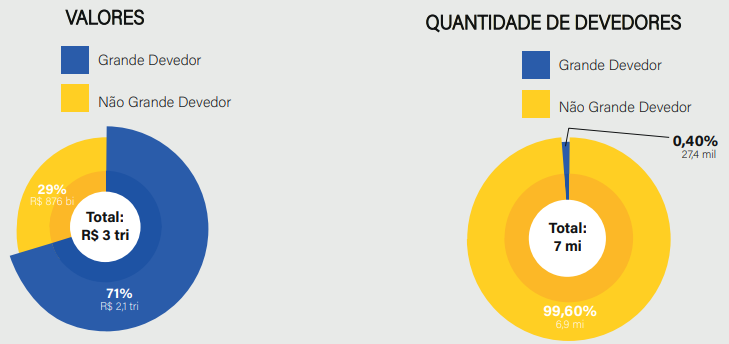 VALORES
Grande Devedor
Não Grande Devedor
29%
R$ 876 bi
Total:
R$ 3 tri
71%
R$ 2,1 tri
QUANTIDADE DE DEVEDORES
Grande Devedor
Não Grande Devedor
0,40%
27,4 mil
Total:
7 mi
99,60%
6,9 mi